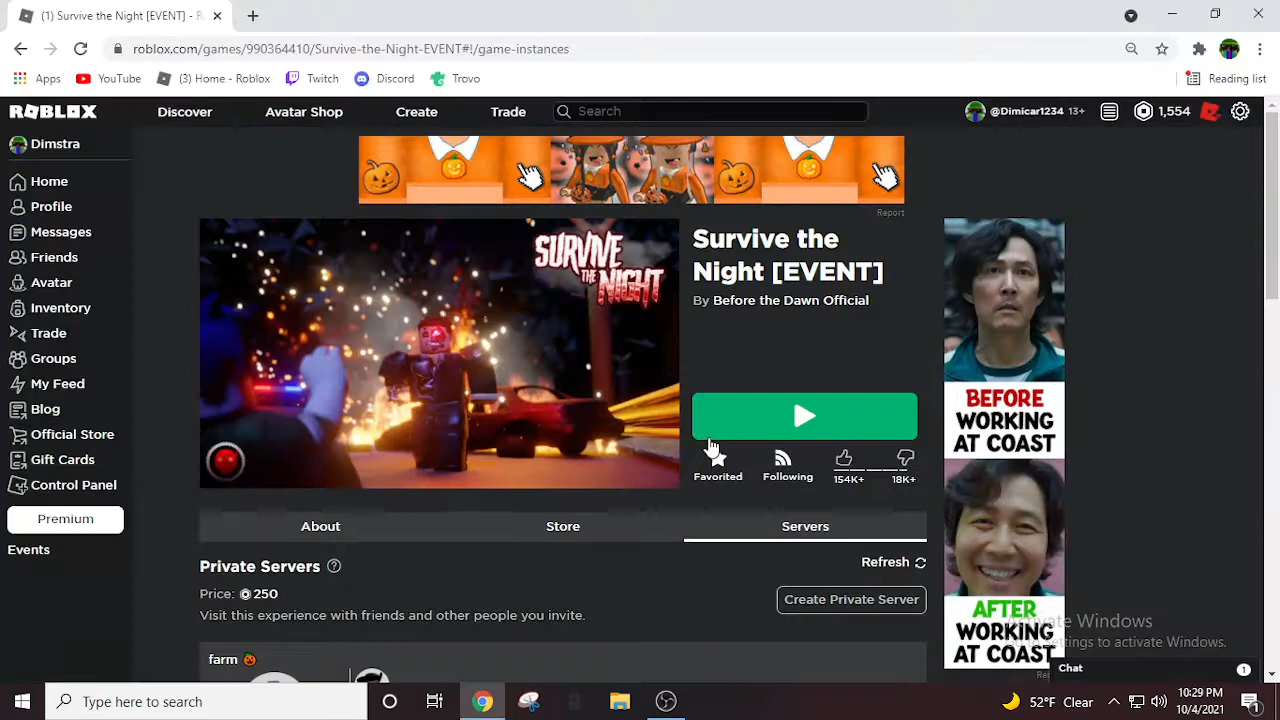 (1) Survive the Night [EVENT] - R
roblox.com/games/990364410/Survive-the-Night-EVENT#!/game-instances
Apps YouTube (3) Home - Roblox Twitch Discord Trovo Reading list
ROBLOX Discover Avatar Shop Create Trade Search @Dimicar1234 13+ 1,554
Dimstra
Home
Profile
Messages
Friends
Avatar
Inventory
Trade
Groups
My Feed
Blog
Official Store
Gift Cards
Control Panel
Premium
Events
Report
SURVIVE
THE
NIGHT
Survive the
Night [EVENT]
By Before the Dawn Official
Favorited Following 154K+ 18K+
About Store Servers
Private Servers
Refresh
Price: 250
Visit this experience with friends and other people you invite.
Create Private Server
farm 🎃
BEFORE
WORKING
AT COAST
AFTER
WORKING
AT COAST
Activate Windows
Go to Settings to activate Windows.
Chat 1
Type here to search
52°F Clear
10:29 PM
10/4/2021
1